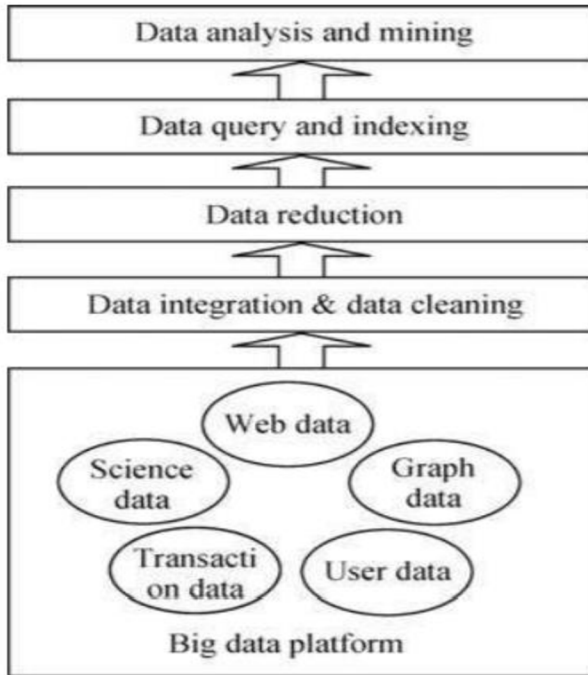 Data analysis and mining
Data query and indexing
Data reduction
Data integration & data cleaning
Web data
Science
data
Graph
data
Transacti
on data
User data
Big data platform